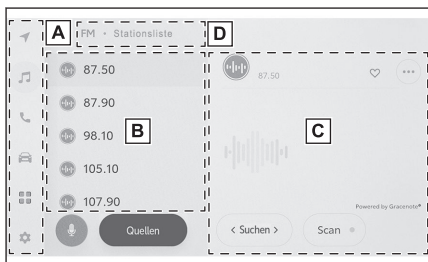 A
FM • Stationsliste
D
87.50
87.90
98.10
105.10
107.90
B
Quellen
87.50
C
Powered by Gracenote®
< Suchen >
Scan